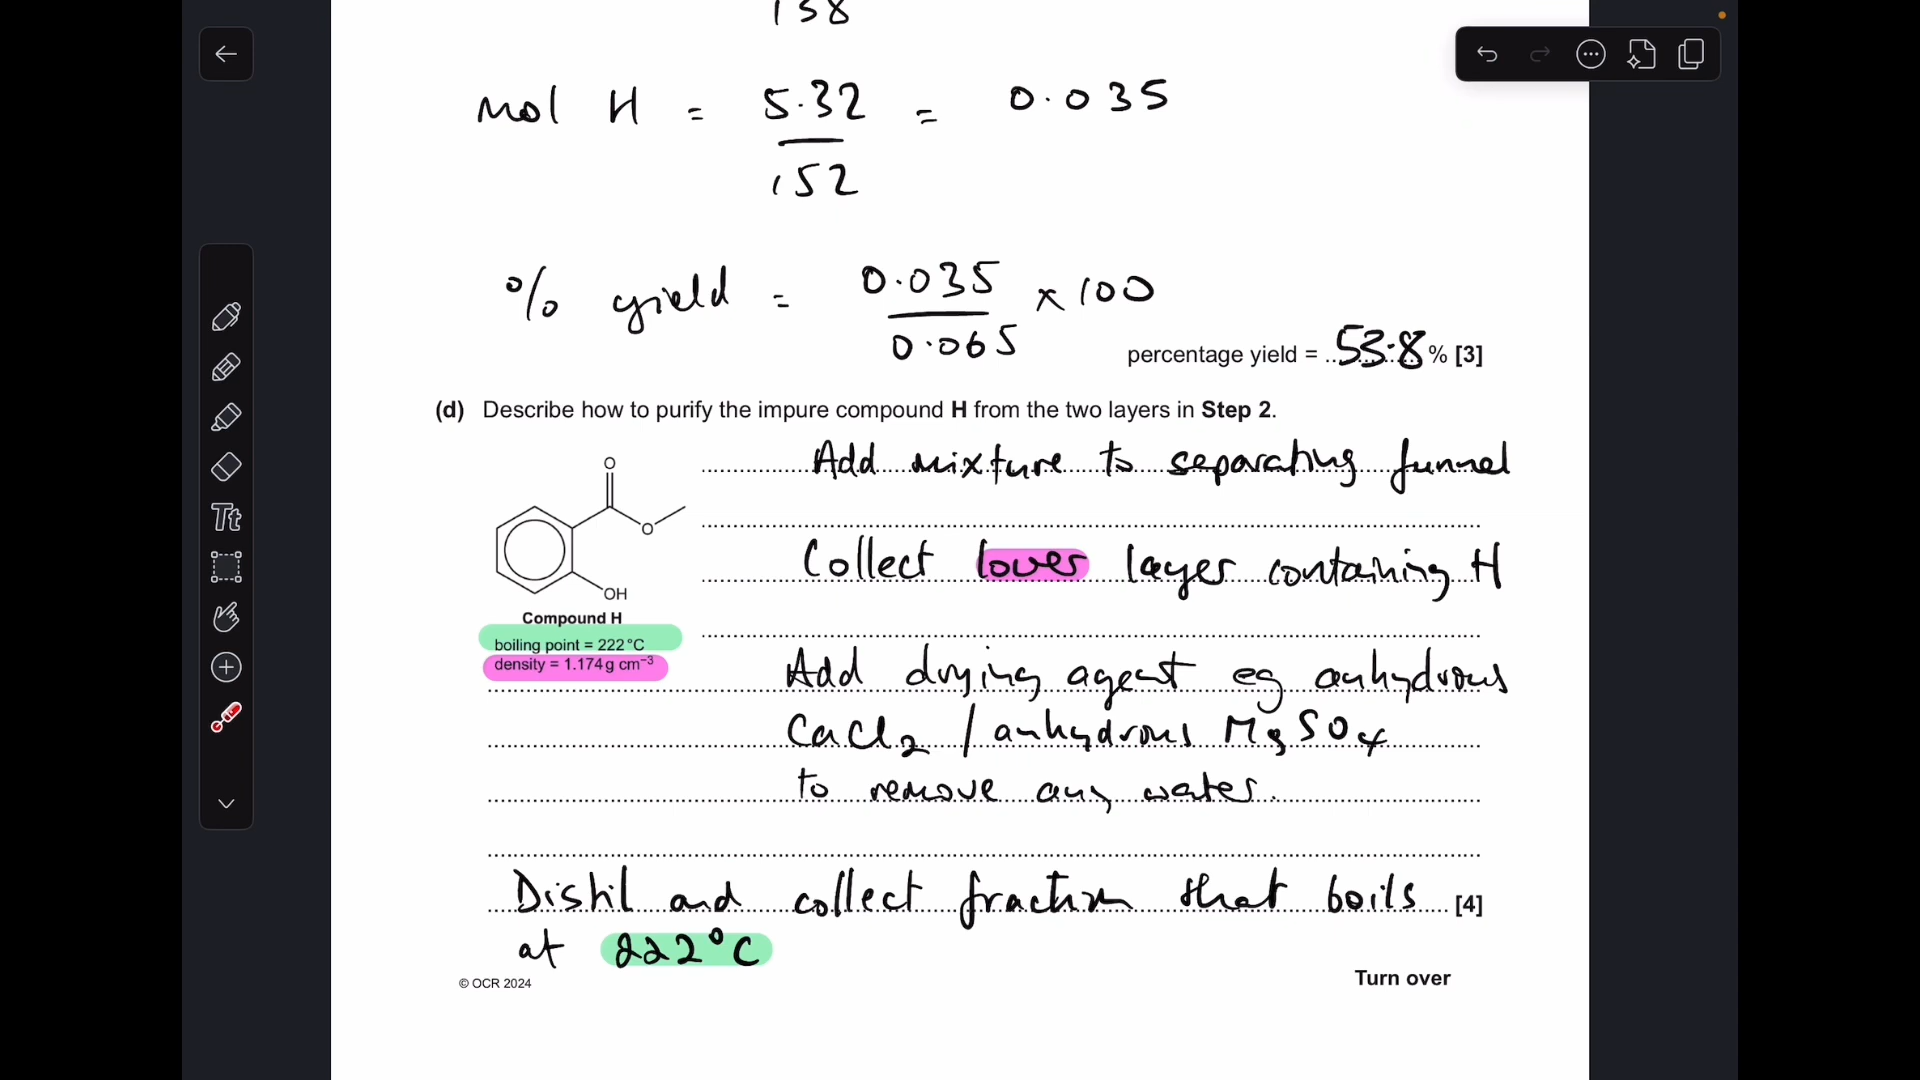 138
mol H = 5.32 = 0.035
152
% yield = 0.035 x 100
0.065
percentage yield = 53.8 % [3]
(d) Describe how to purify the impure compound H from the two layers in Step 2.
Add mixture to separating funnel
O
O
OH
Collect lower layer containing H
Compound H
boiling point = 222 °C
density = 1.174 g cm⁻³
Add drying agent eg anhydrous
CaCl₂ / anhydrous MgSO₄
to remove any water.
Distil and collect fraction that boils [4]
at 222°C
© OCR 2024
Turn over
Tt